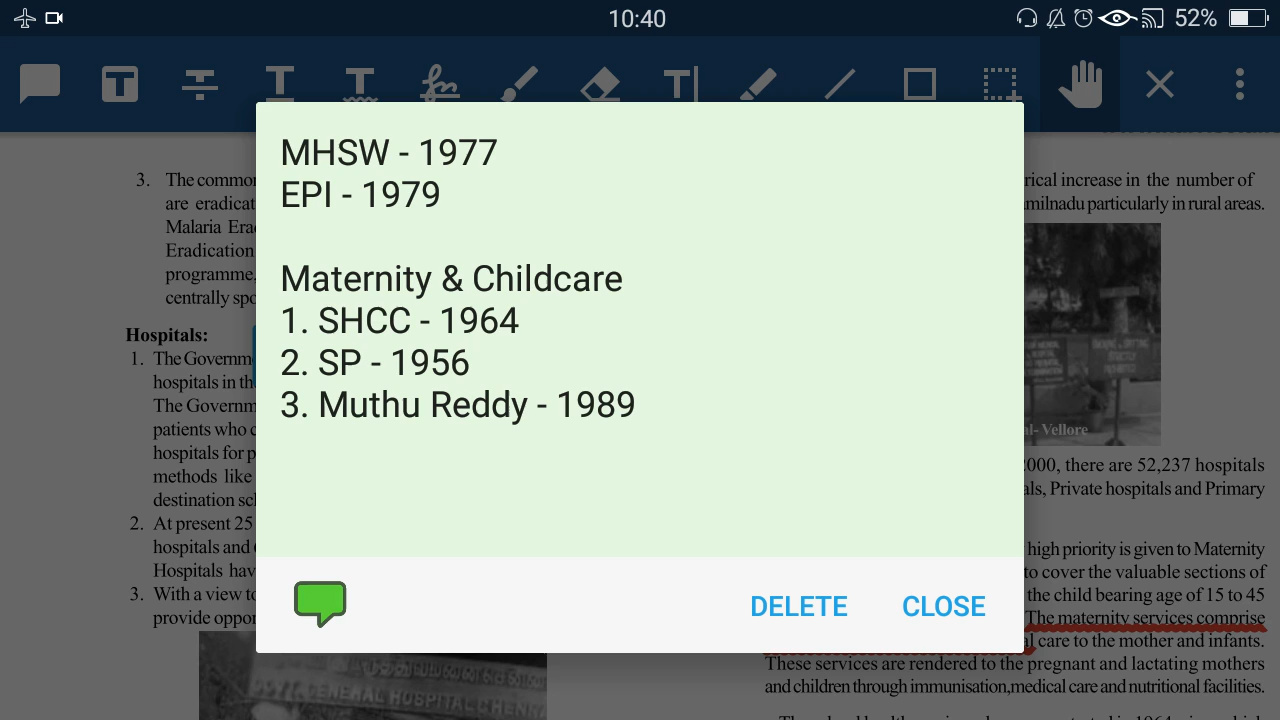 10:40
52%
MHSW - 1977
EPI - 1979
Maternity & Childcare
1. SHCC - 1964
2. SP - 1956
3. Muthu Reddy - 1989
DELETE
CLOSE
3. The common
are eradicat
Malaria Era
Eradication
programme,
centrally spo
Hospitals:
1. The Governm
hospitals in th
The Governm
patients who c
hospitals for p
methods like
destination sc
2. At present 25
hospitals and
Hospitals hav
3. With a view to
provide oppor
GENERAL HOSPITAL CHENN
rical increase in the number of
milnadu particularly in rural areas.
al- Vellore
2000, there are 52,237 hospitals
als, Private hospitals and Primary
high priority is given to Maternity
to cover the valuable sections of
the child bearing age of 15 to 45
The maternity services comprise
al care to the mother and infants.
These services are rendered to the pregnant and lactating mothers
and children through immunisation,medical care and nutritional facilities.